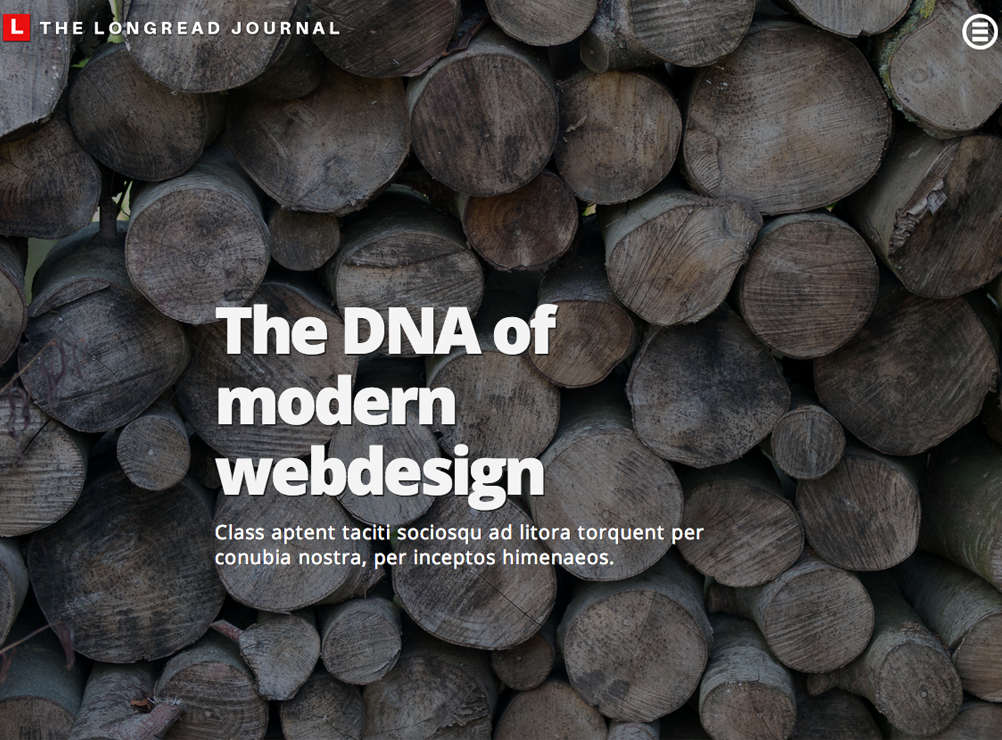 L THE LONGREAD JOURNAL
The DNA of
modern
webdesign
Class aptent taciti sociosqu ad litora torquent per
conubia nostra, per inceptos himenaeos.